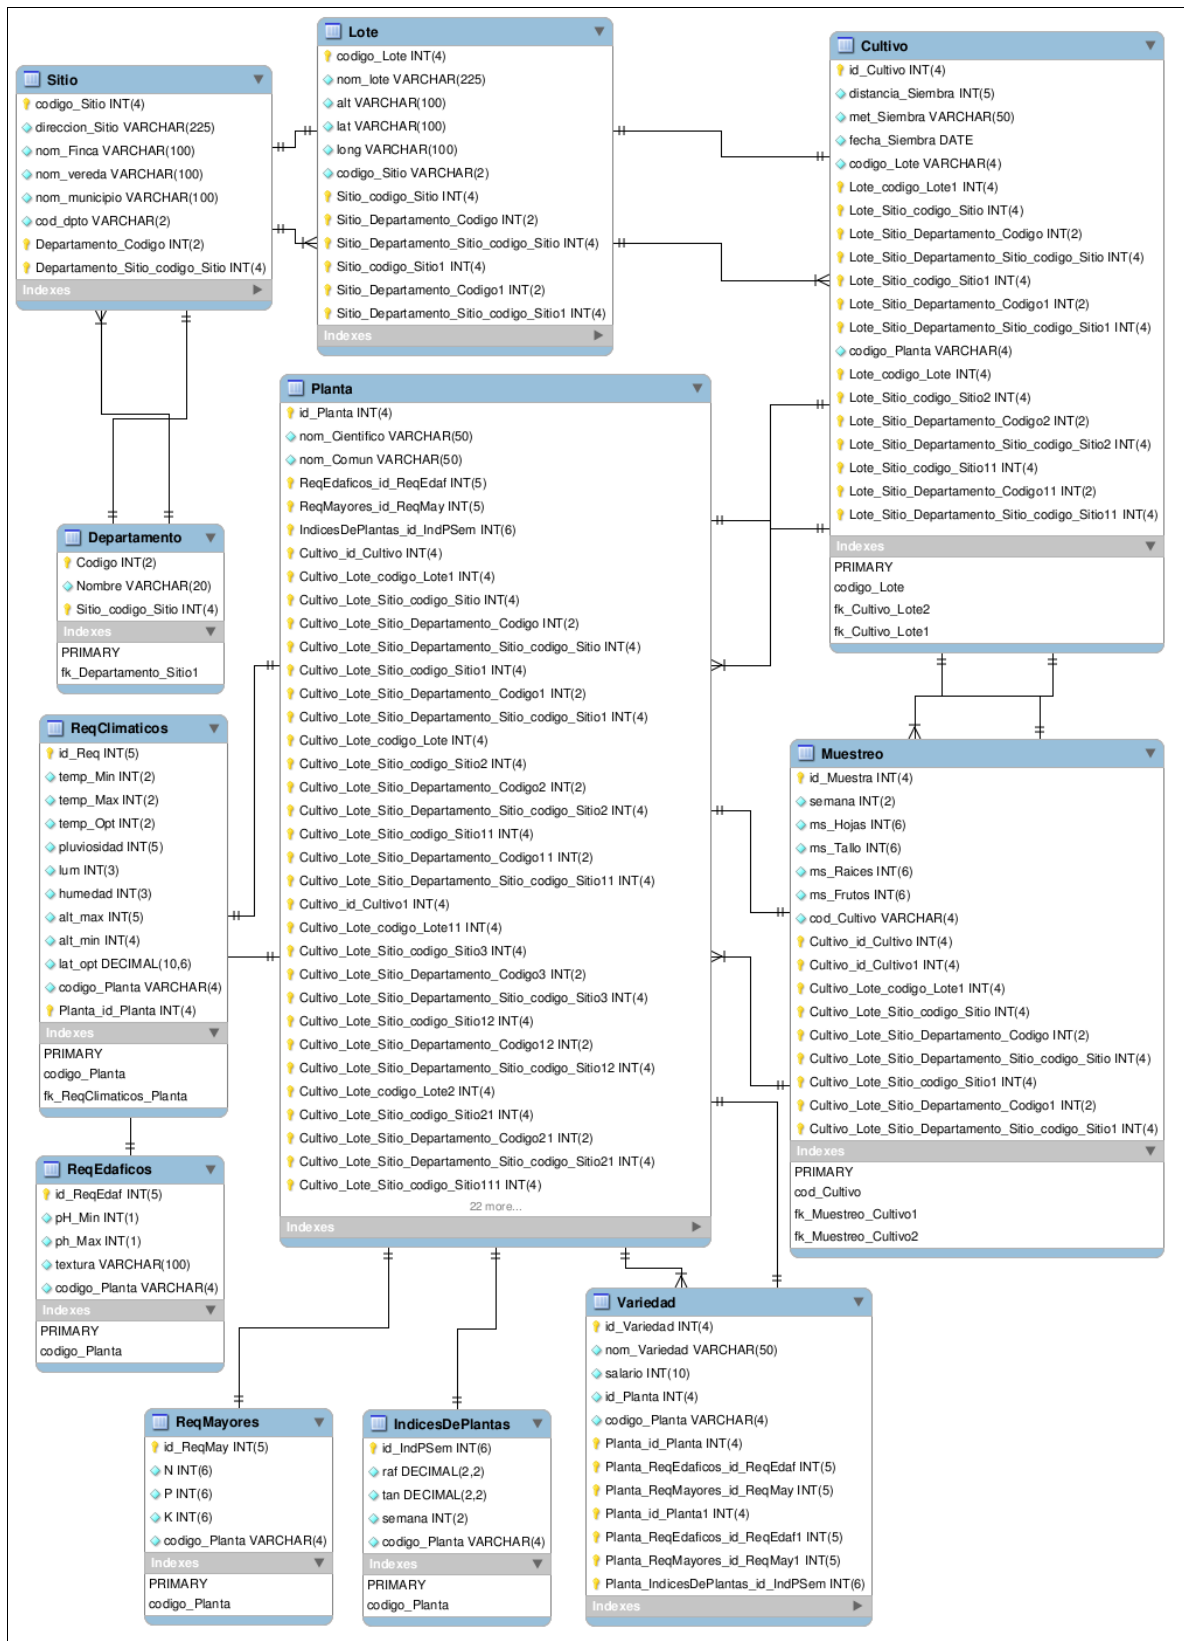 Lote
codigo_Lote INT(4)
nom_lote VARCHAR(225)
alt VARCHAR(100)
lat VARCHAR(100)
long VARCHAR(100)
codigo_Sitio VARCHAR(2)
Sitio_codigo_Sitio INT(4)
Sitio_Departamento_Codigo INT(2)
Sitio_Departamento_Sitio_codigo_Sitio INT(4)
Sitio_codigo_Sitio1 INT(4)
Sitio_Departamento_Codigo1 INT(2)
Sitio_Departamento_Sitio_codigo_Sitio1 INT(4)
Indexes
Cultivo
id_Cultivo INT(4)
distancia_Siembra INT(5)
met_Siembra VARCHAR(50)
fecha_Siembra DATE
codigo_Lote VARCHAR(4)
Lote_codigo_Lote1 INT(4)
Lote_Sitio_codigo_Sitio INT(4)
Lote_Sitio_Departamento_Codigo INT(2)
Lote_Sitio_Departamento_Sitio_codigo_Sitio INT(4)
Lote_Sitio_codigo_Sitio1 INT(4)
Lote_Sitio_Departamento_Codigo1 INT(2)
Lote_Sitio_Departamento_Sitio_codigo_Sitio1 INT(4)
codigo_Planta VARCHAR(4)
Lote_codigo_Lote INT(4)
Lote_Sitio_codigo_Sitio2 INT(4)
Lote_Sitio_Departamento_Codigo2 INT(2)
Lote_Sitio_Departamento_Sitio_codigo_Sitio2 INT(4)
Lote_Sitio_codigo_Sitio11 INT(4)
Lote_Sitio_Departamento_Codigo11 INT(2)
Lote_Sitio_Departamento_Sitio_codigo_Sitio11 INT(4)
Indexes
PRIMARY
codigo_Lote
fk_Cultivo_Lote2
fk_Cultivo_Lote1
Sitio
codigo_Sitio INT(4)
direccion_Sitio VARCHAR(225)
nom_Finca VARCHAR(100)
nom_vereda VARCHAR(100)
nom_municipio VARCHAR(100)
cod_dpto VARCHAR(2)
Departamento_Codigo INT(2)
Departamento_Sitio_codigo_Sitio INT(4)
Indexes
Planta
id_Planta INT(4)
nom_Cientifico VARCHAR(50)
nom_Comun VARCHAR(50)
ReqEdaficos_id_ReqEdaf INT(5)
ReqMayores_id_ReqMay INT(5)
IndicesDePlantas_id_IndPSem INT(6)
Cultivo_id_Cultivo INT(4)
Cultivo_Lote_codigo_Lote1 INT(4)
Cultivo_Lote_Sitio_codigo_Sitio INT(4)
Cultivo_Lote_Sitio_Departamento_Codigo INT(2)
Cultivo_Lote_Sitio_Departamento_Sitio_codigo_Sitio INT(4)
Cultivo_Lote_Sitio_codigo_Sitio1 INT(4)
Cultivo_Lote_Sitio_Departamento_Codigo1 INT(2)
Cultivo_Lote_Sitio_Departamento_Sitio_codigo_Sitio1 INT(4)
Cultivo_Lote_codigo_Lote INT(4)
Cultivo_Lote_Sitio_codigo_Sitio2 INT(4)
Cultivo_Lote_Sitio_Departamento_Codigo2 INT(2)
Cultivo_Lote_Sitio_Departamento_Sitio_codigo_Sitio2 INT(4)
Cultivo_Lote_Sitio_codigo_Sitio11 INT(4)
Cultivo_Lote_Sitio_Departamento_Codigo11 INT(2)
Cultivo_Lote_Sitio_Departamento_Sitio_codigo_Sitio11 INT(4)
Cultivo_id_Cultivo1 INT(4)
Cultivo_Lote_codigo_Lote11 INT(4)
Cultivo_Lote_Sitio_codigo_Sitio3 INT(4)
Cultivo_Lote_Sitio_Departamento_Codigo3 INT(2)
Cultivo_Lote_Sitio_Departamento_Sitio_codigo_Sitio3 INT(4)
Cultivo_Lote_Sitio_codigo_Sitio12 INT(4)
Cultivo_Lote_Sitio_Departamento_Codigo12 INT(2)
Cultivo_Lote_Sitio_Departamento_Sitio_codigo_Sitio12 INT(4)
Cultivo_Lote_codigo_Lote2 INT(4)
Cultivo_Lote_Sitio_codigo_Sitio21 INT(4)
Cultivo_Lote_Sitio_Departamento_Codigo21 INT(2)
Cultivo_Lote_Sitio_Departamento_Sitio_codigo_Sitio21 INT(4)
Cultivo_Lote_Sitio_codigo_Sitio111 INT(4)
22 more...
Indexes
Departamento
Codigo INT(2)
Nombre VARCHAR(20)
Sitio_codigo_Sitio INT(4)
Indexes
PRIMARY
fk_Departamento_Sitio1
ReqClimaticos
id_Req INT(5)
temp_Min INT(2)
temp_Max INT(2)
temp_Opt INT(2)
pluviosidad INT(5)
lum INT(3)
humedad INT(3)
alt_max INT(5)
alt_min INT(4)
lat_opt DECIMAL(10,6)
codigo_Planta VARCHAR(4)
Planta_id_Planta INT(4)
Indexes
PRIMARY
codigo_Planta
fk_ReqClimaticos_Planta
Muestreo
id_Muestra INT(4)
semana INT(2)
ms_Hojas INT(6)
ms_Tallo INT(6)
ms_Raices INT(6)
ms_Frutos INT(6)
cod_Cultivo VARCHAR(4)
Cultivo_id_Cultivo INT(4)
Cultivo_id_Cultivo1 INT(4)
Cultivo_Lote_codigo_Lote1 INT(4)
Cultivo_Lote_Sitio_codigo_Sitio INT(4)
Cultivo_Lote_Sitio_Departamento_Codigo INT(2)
Cultivo_Lote_Sitio_Departamento_Sitio_codigo_Sitio INT(4)
Cultivo_Lote_Sitio_codigo_Sitio1 INT(4)
Cultivo_Lote_Sitio_Departamento_Codigo1 INT(2)
Cultivo_Lote_Sitio_Departamento_Sitio_codigo_Sitio1 INT(4)
Indexes
PRIMARY
cod_Cultivo
fk_Muestreo_Cultivo1
fk_Muestreo_Cultivo2
ReqEdaficos
id_ReqEdaf INT(5)
pH_Min INT(1)
ph_Max INT(1)
textura VARCHAR(100)
codigo_Planta VARCHAR(4)
Indexes
PRIMARY
codigo_Planta
Variedad
id_Variedad INT(4)
nom_Variedad VARCHAR(50)
salario INT(10)
id_Planta INT(4)
codigo_Planta VARCHAR(4)
Planta_id_Planta INT(4)
Planta_ReqEdaficos_id_ReqEdaf INT(5)
Planta_ReqMayores_id_ReqMay INT(5)
Planta_id_Planta1 INT(4)
Planta_ReqEdaficos_id_ReqEdaf1 INT(5)
Planta_ReqMayores_id_ReqMay1 INT(5)
Planta_IndicesDePlantas_id_IndPSem INT(6)
Indexes
ReqMayores
id_ReqMay INT(5)
N INT(6)
P INT(6)
K INT(6)
codigo_Planta VARCHAR(4)
Indexes
PRIMARY
codigo_Planta
IndicesDePlantas
id_IndPSem INT(6)
raf DECIMAL(2,2)
tan DECIMAL(2,2)
semana INT(2)
codigo_Planta VARCHAR(4)
Indexes
PRIMARY
codigo_Planta